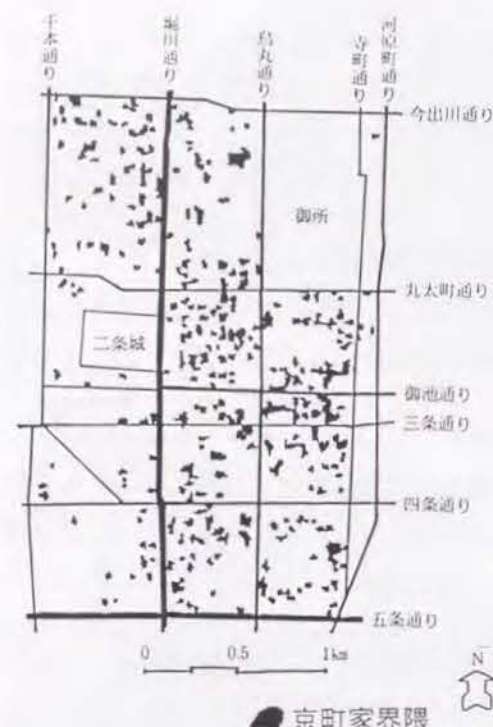 千本通り
堀川通り
烏丸通り
寺町通り
河原町通り
今出川通り
御所
丸太町通り
二条城
御池通り
三条通り
四条通り
五条通り
0 0.5 1km
N
京町家界隈